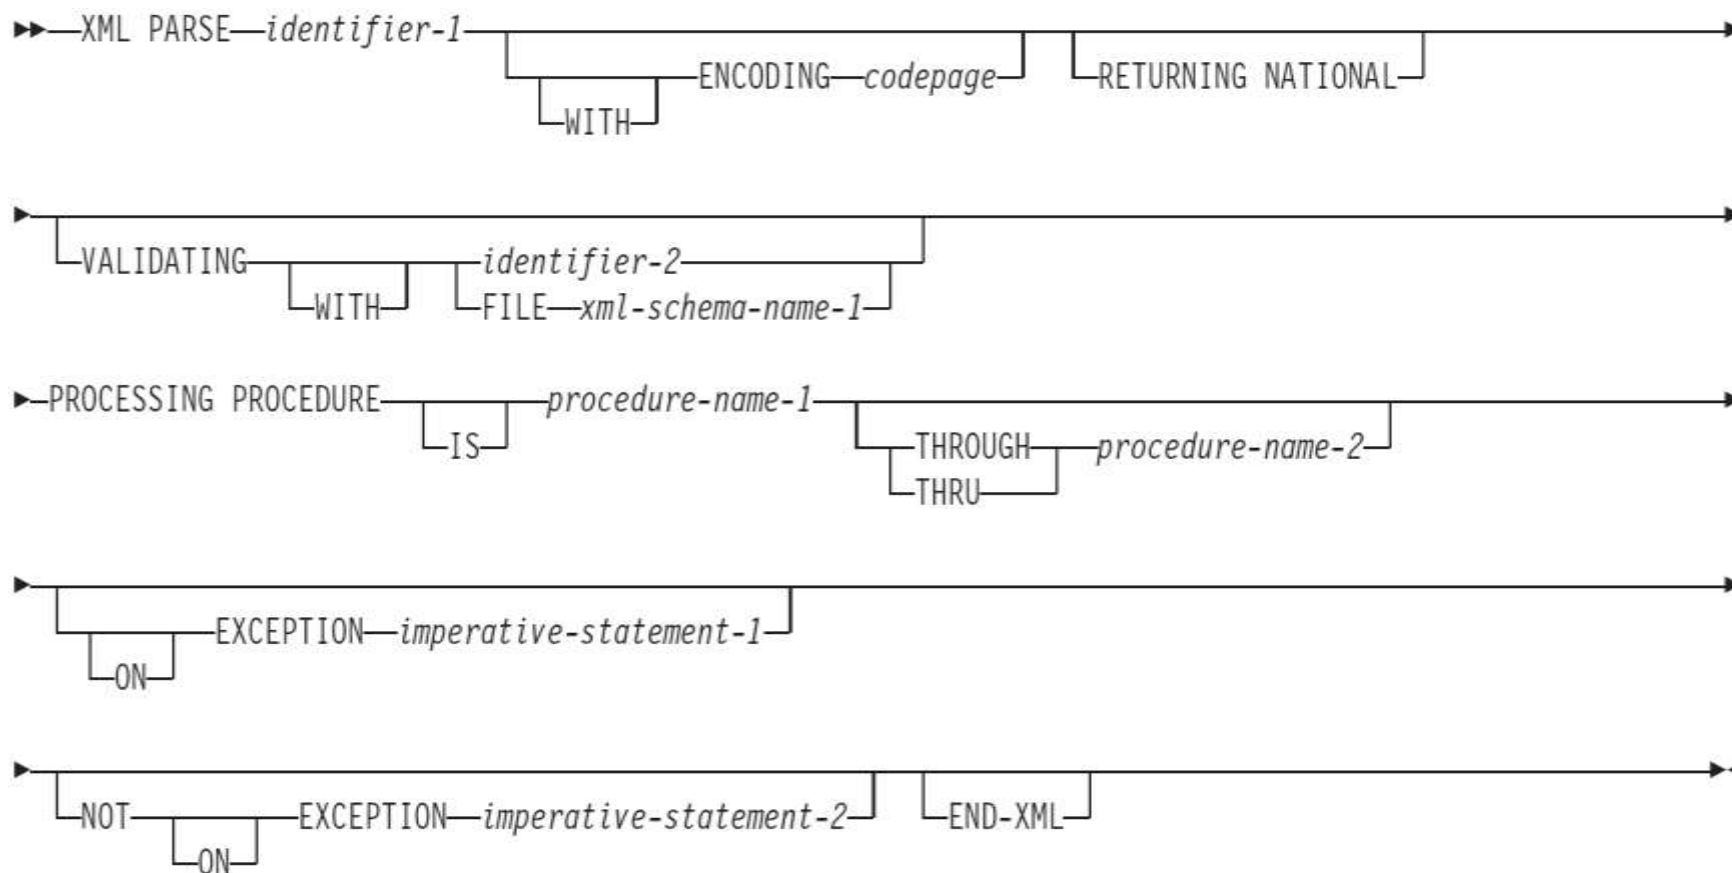 XML PARSE identifier-1
ENCODING codepage RETURNING NATIONAL
WITH
VALIDATING identifier-2
WITH FILE xml-schema-name-1
PROCESSING PROCEDURE procedure-name-1
IS THROUGH procedure-name-2
THRU
EXCEPTION imperative-statement-1
ON
NOT EXCEPTION imperative-statement-2 END-XML
ON